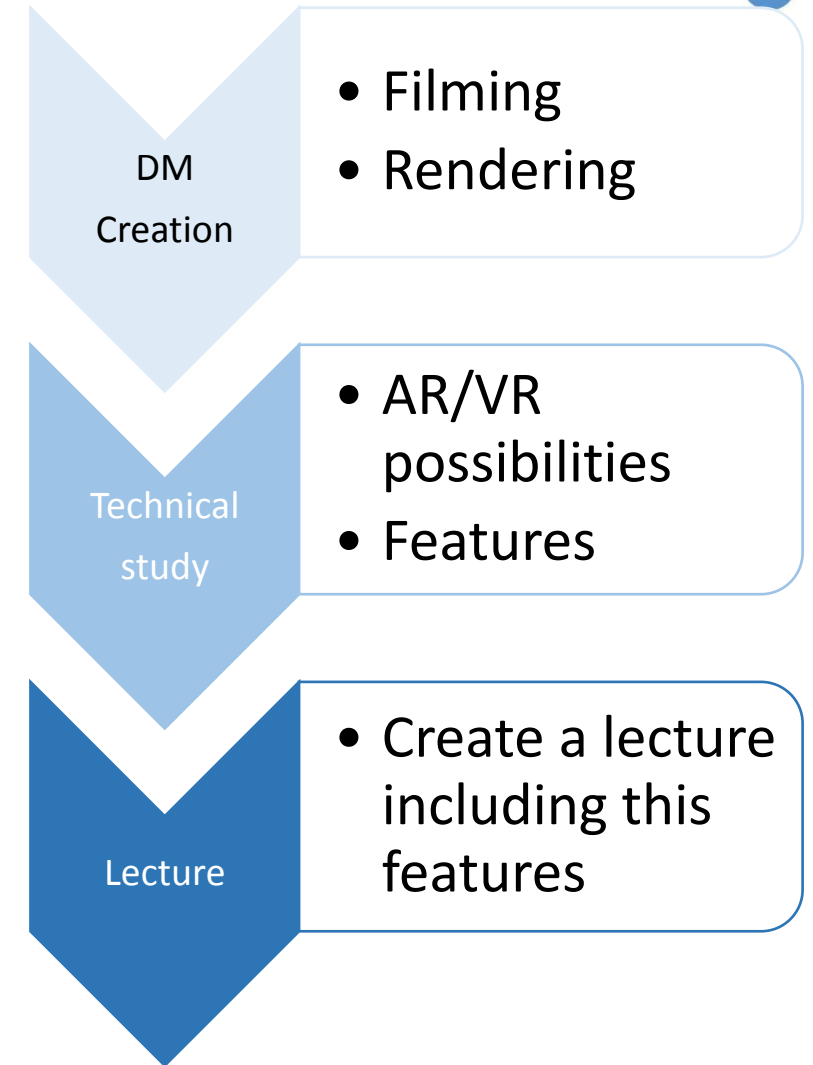 DM
Creation
• Filming
• Rendering
Technical
study
• AR/VR
possibilities
• Features
Lecture
• Create a lecture
including this
features